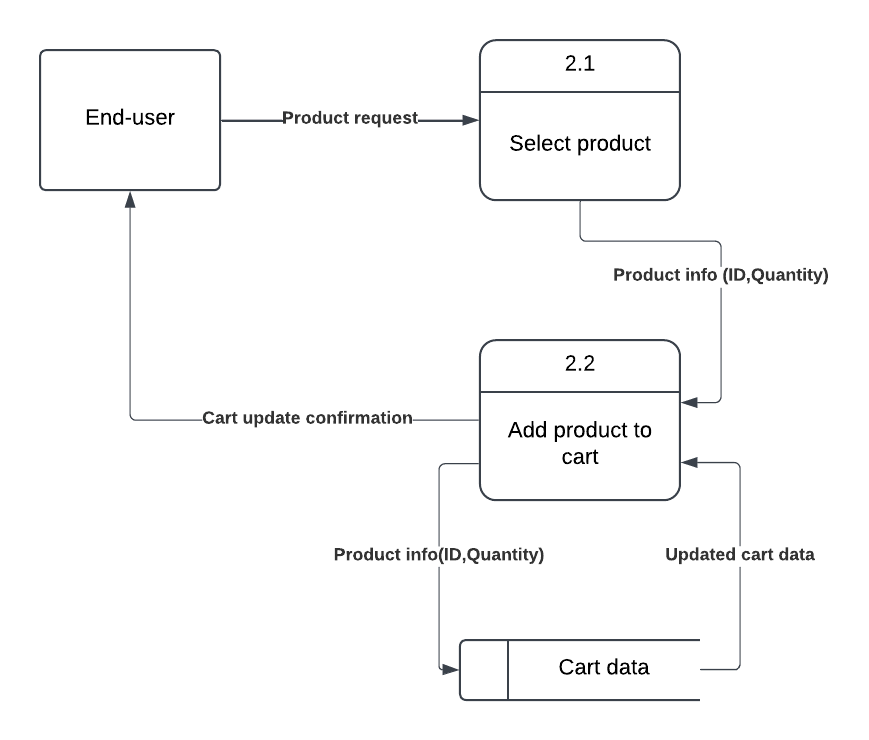 2.1
End-user
Product request
Select product
Product info (ID,Quantity)
2.2
Cart update confirmation
Add product to
cart
Product info(ID,Quantity)
Updated cart data
Cart data